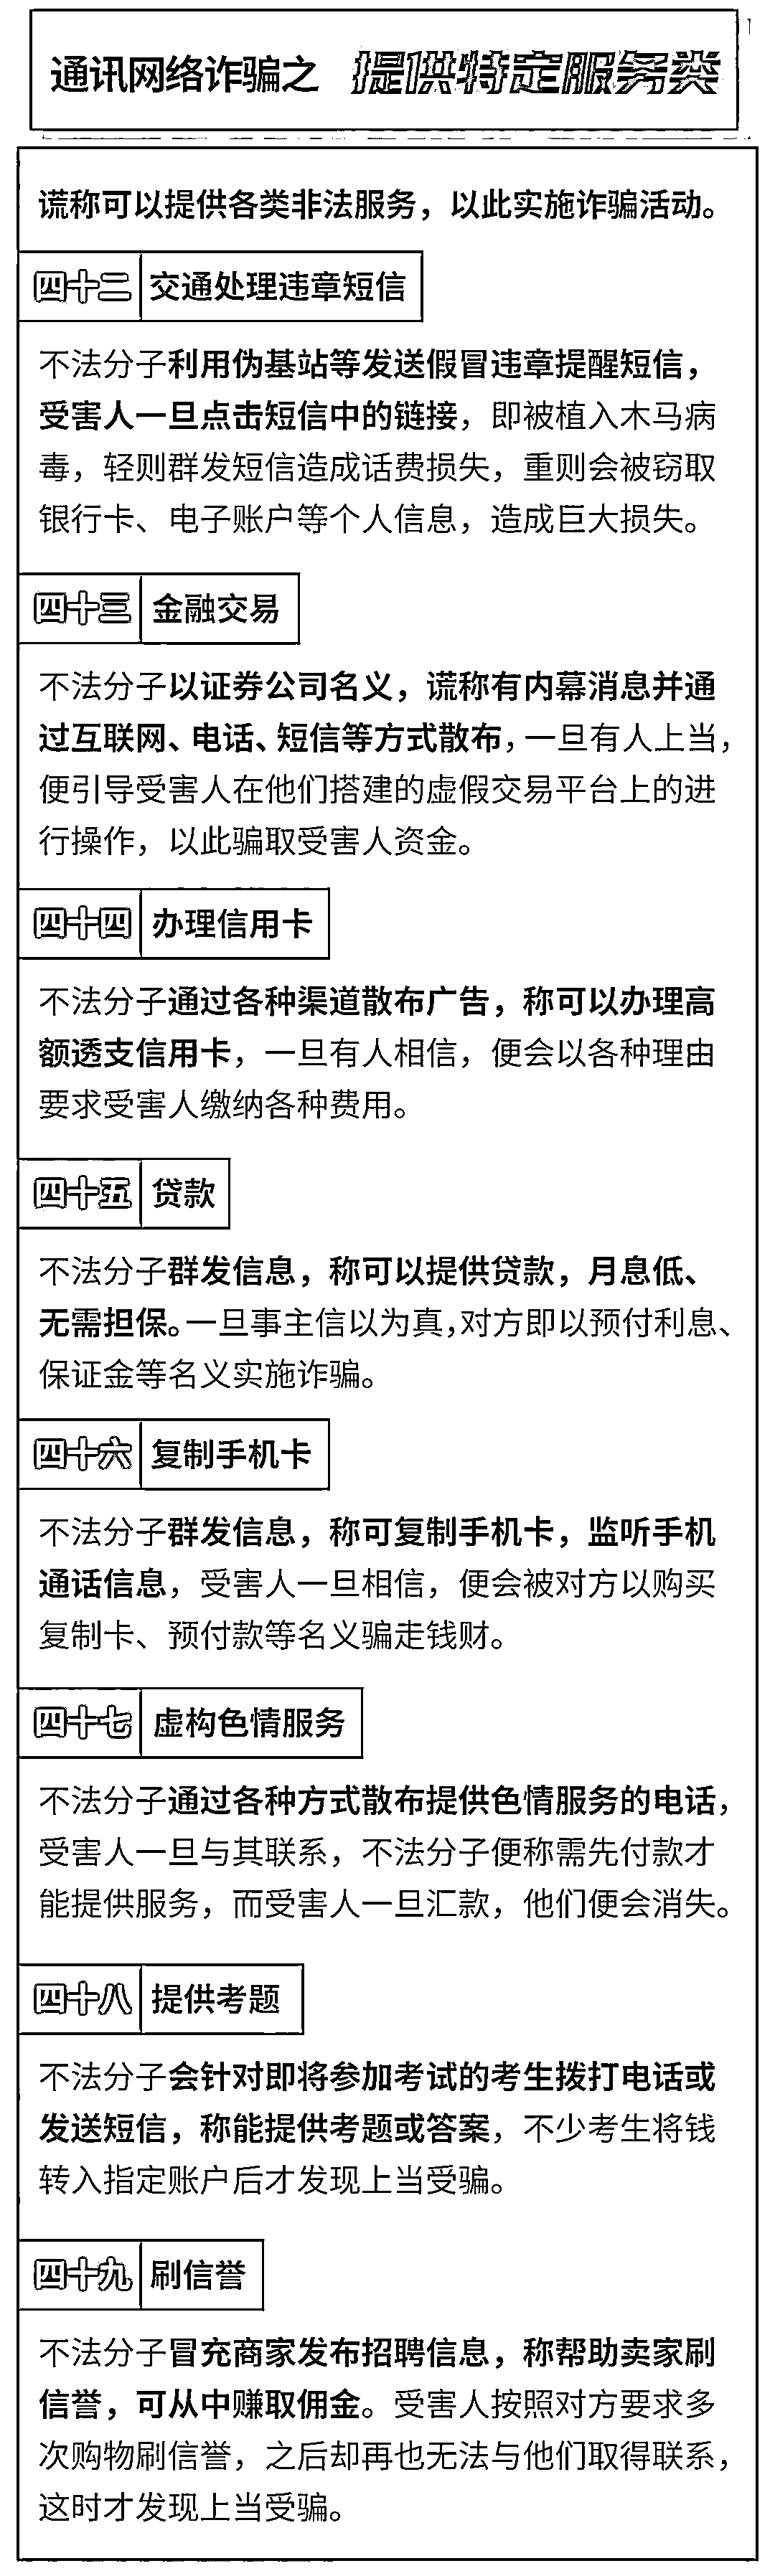 通讯网络诈骗之 提供特定服务类
谎称可以提供各类非法服务，以此实施诈骗活动。
四十二 交通处理违章短信
不法分子利用伪基站等发送假冒违章提醒短信，
受害人一旦点击短信中的链接，即被植入木马病
毒，轻则群发短信造成话费损失，重则会被窃取
银行卡、电子账户等个人信息，造成巨大损失。
四十三 金融交易
不法分子以证券公司名义，谎称有内幕消息并通
过互联网、电话、短信等方式散布，一旦有人上当，
便引导受害人在他们搭建的虚假交易平台上的进
行操作，以此骗取受害人资金。
四十四 办理信用卡
不法分子通过各种渠道散布广告，称可以办理高
额透支信用卡，一旦有人相信，便会以各种理由
要求受害人缴纳各种费用。
四十五 贷款
不法分子群发信息，称可以提供贷款，月息低、
无需担保。一旦事主信以为真，对方即以预付利息、
保证金等名义实施诈骗。
四十六 复制手机卡
不法分子群发信息，称可复制手机卡，监听手机
通话信息，受害人一旦相信，便会被对方以购买
复制卡、预付款等名义骗走钱财。
四十七 虚构色情服务
不法分子通过各种方式散布提供色情服务的电话，
受害人一旦与其联系，不法分子便称需先付款才
能提供服务，而受害人一旦汇款，他们便会消失。
四十八 提供考题
不法分子会针对即将参加考试的考生拨打电话或
发送短信，称能提供考题或答案，不少考生将钱
转入指定账户后才发现上当受骗。
四十九 刷信誉
不法分子冒充商家发布招聘信息，称帮助卖家刷
信誉，可从中赚取佣金。受害人按照对方要求多
次购物刷信誉，之后却再也无法与他们取得联系，
这时才发现上当受骗。